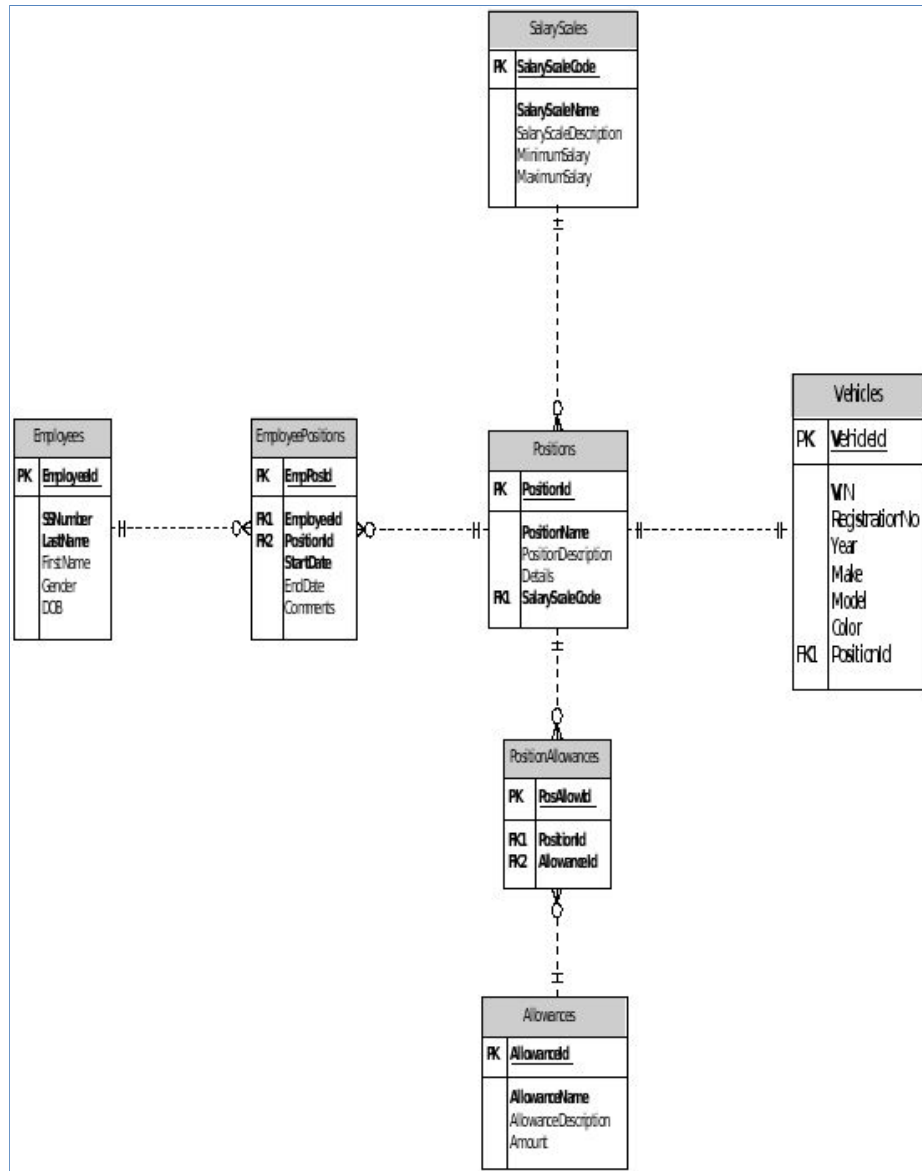 SalaryScales
PK SalaryScaleCode
SalaryScaleName
SalaryScaleDescription
MinimumSalary
MaximumSalary
Employees
PK EmployeeId
SSNumber
LastName
FirstName
Gender
DOB
EmployeePositions
PK EmpPosId
FK1 EmployeeId
FK2 PositionId
StartDate
EndDate
Comments
Positions
PK PositionId
PositionName
PositionDescription
Details
FK1 SalaryScaleCode
Vehicles
PK VehicleId
VIN
RegistrationNo
Year
Make
Model
Color
FK1 PositionId
PositionAllowances
PK PosAllowId
FK1 PositionId
FK2 AllowanceId
Allowances
PK AllowanceId
AllowanceName
AllowanceDescription
Amount